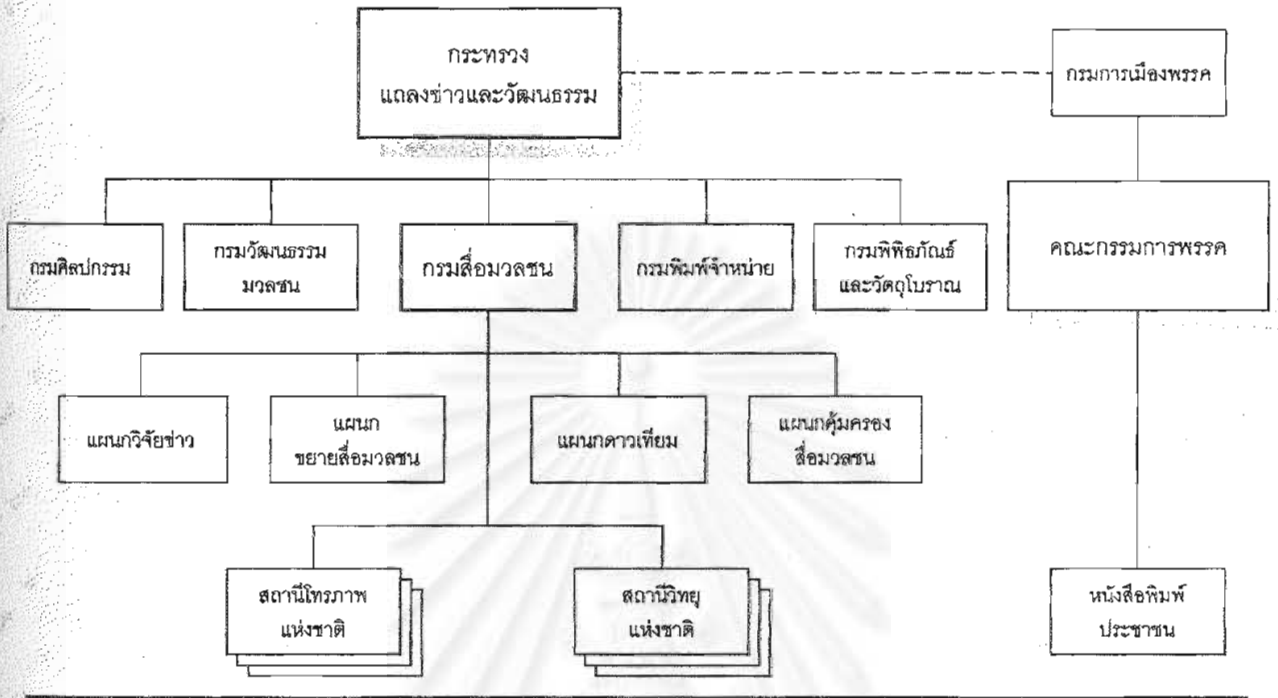 กระทรวง
แถลงข่าวและวัฒนธรรม
กรมการเมืองพรรค
กรมศิลปกรรม
กรมวัฒนธรรม
มวลชน
กรมสื่อมวลชน
กรมพิมพ์จำหน่าย
กรมพิพิธภัณธ์
และวัตถุโบราณ
คณะกรรมการพรรค
แผนกวิจัยข่าว
แผนก
ขยายสื่อมวลชน
แผนกดาวเทียม
แผนกคุ้มครอง
สื่อมวลชน
สถานีโทรภาพ
แห่งชาติ
สถานีวิทยุ
แห่งชาติ
หนังสือพิมพ์
ประชาชน